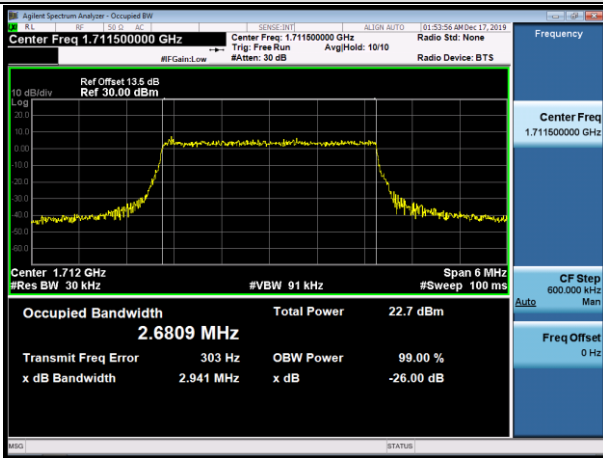 Agilent Spectrum Analyzer - Occupied BW
RL RF 50 Ω AC SENSE:INT ALIGN AUTO 01:53:56 AM Dec 17, 2019
Center Freq 1.711500000 GHz
Center Freq: 1.711500000 GHz
Radio Std: None
Trig: Free Run Avg|Hold: 10/10
#IFGain:Low #Atten: 30 dB Radio Device: BTS
Frequency
Ref Offset 13.5 dB
10 dB/div Ref 30.00 dBm
Log
20.0
10.0
0.00
-10.0
-20.0
-30.0
-40.0
-50.0
-60.0
Center Freq
1.711500000 GHz
Center 1.712 GHz Span 6 MHz
#Res BW 30 kHz #VBW 91 kHz #Sweep 100 ms
CF Step
600.000 kHz
Auto Man
Occupied Bandwidth Total Power 22.7 dBm
2.6809 MHz
Transmit Freq Error 303 Hz OBW Power 99.00 %
x dB Bandwidth 2.941 MHz x dB -26.00 dB
Freq Offset
0 Hz
MSG STATUS